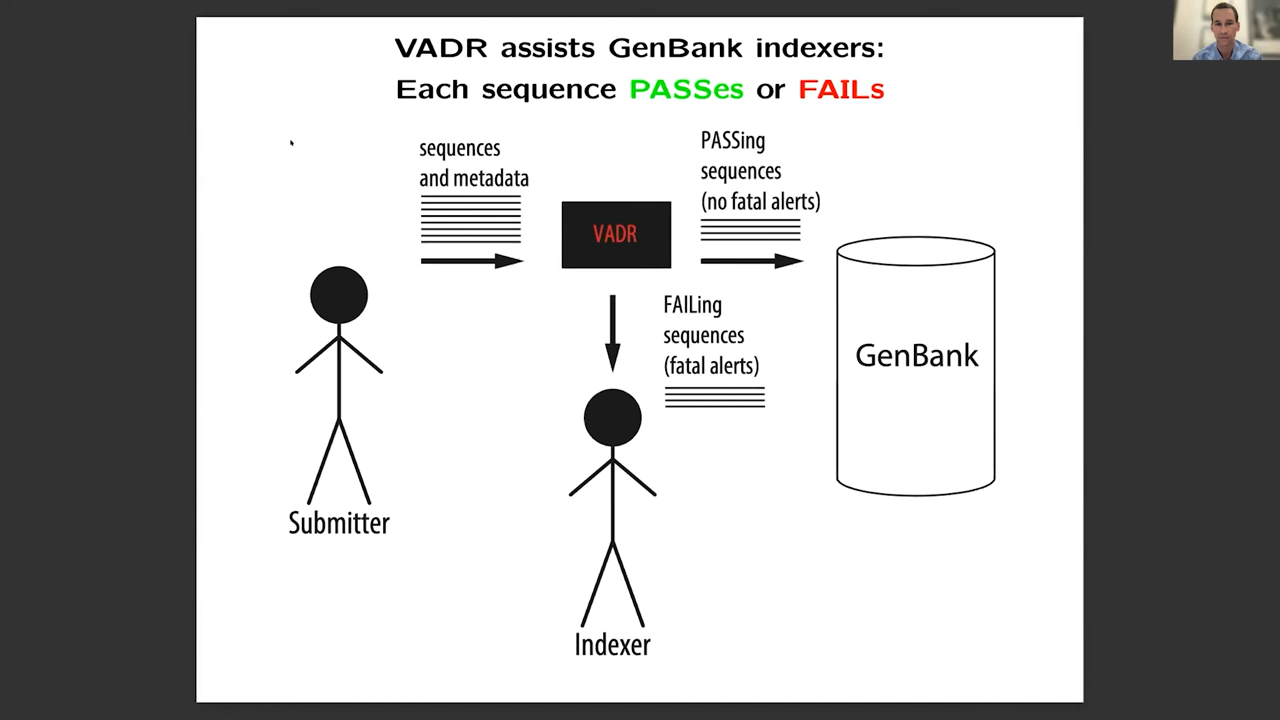 VADR assists GenBank indexers:
Each sequence PASSes or FAILs
sequences
and metadata
VADR
PASSing
sequences
(no fatal alerts)
FAILing
sequences
(fatal alerts)
GenBank
Submitter
Indexer